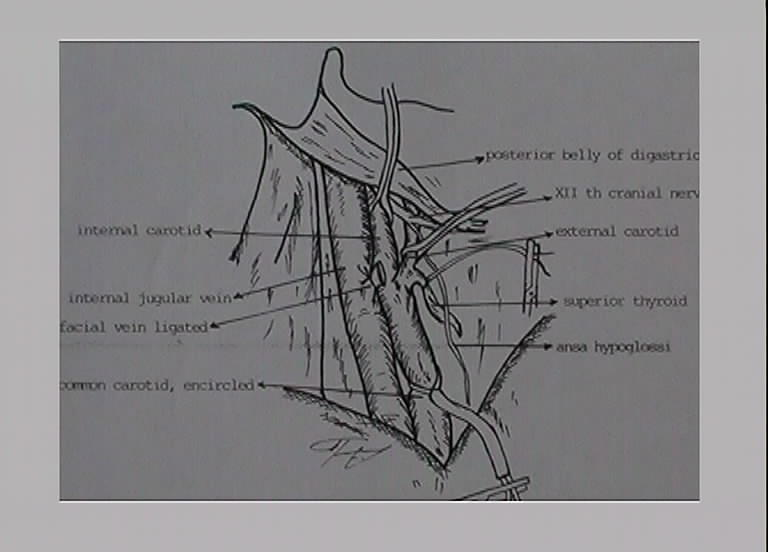 posterior belly of digastric
XII th cranial nerv
internal carotid
external carotid
internal jugular vein
superior thyroid
facial vein ligated
ansa hypoglossi
common carotid, encircled